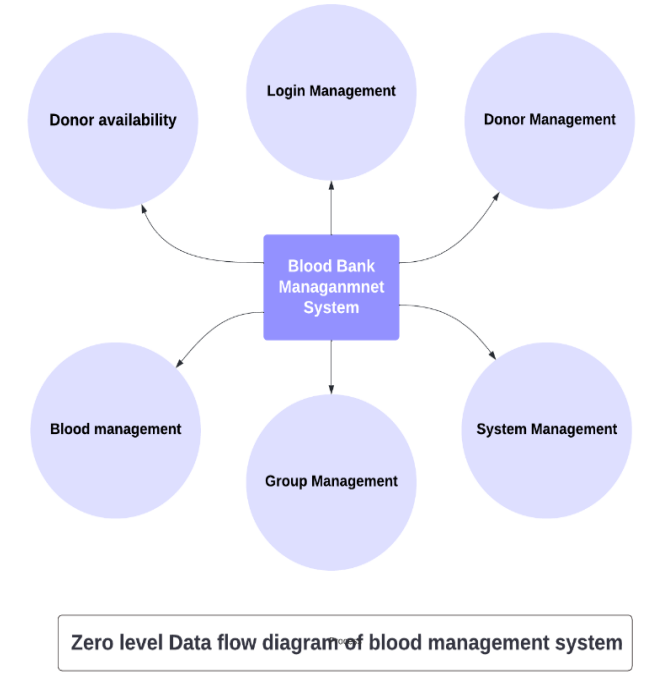 Login Management
Donor availability
Donor Management
Blood Bank
Managanmnet
System
Blood management
System Management
Group Management
Zero level Data flow diagram of blood management system
Process